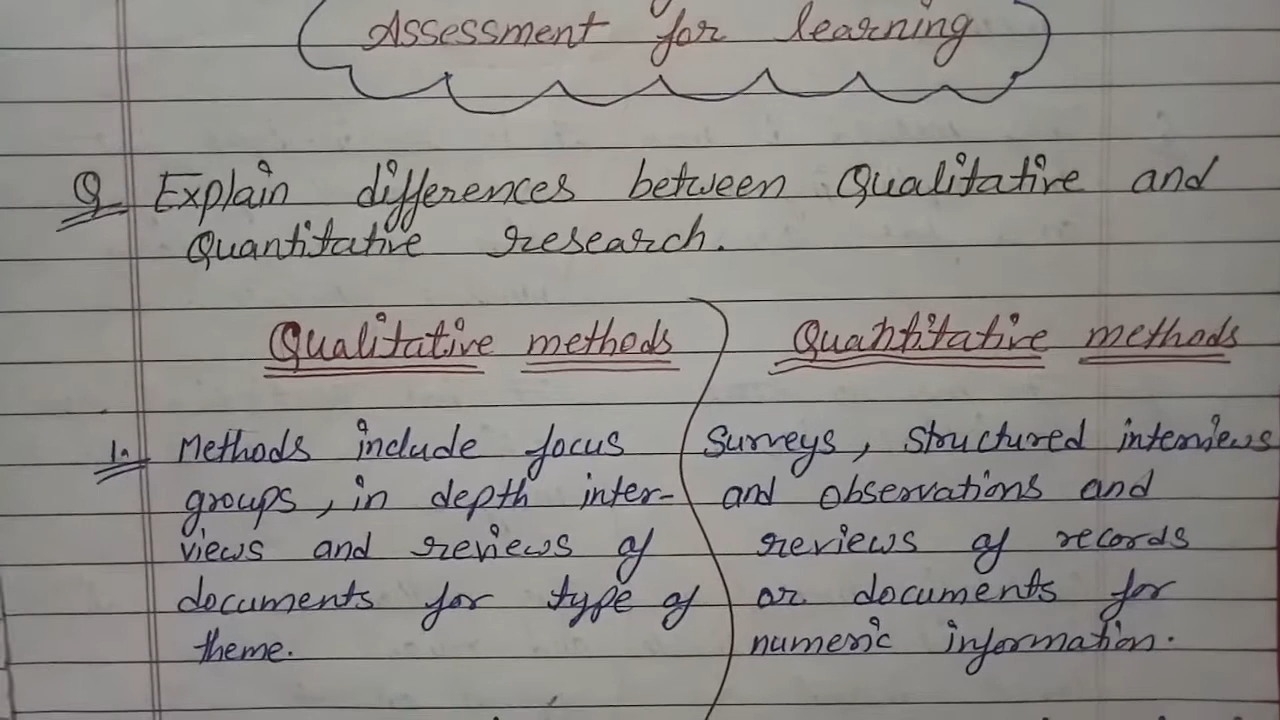 Assessment for learning
Q Explain differences between Qualitative and
Quantitative research.
Qualitative methods
Quantitative methods
1. Methods include focus
groups, in depth inter-
views and reviews of
documents for type of
theme.
Surveys, structured interviews
and observations and
reviews of records
or documents for
numeric information.